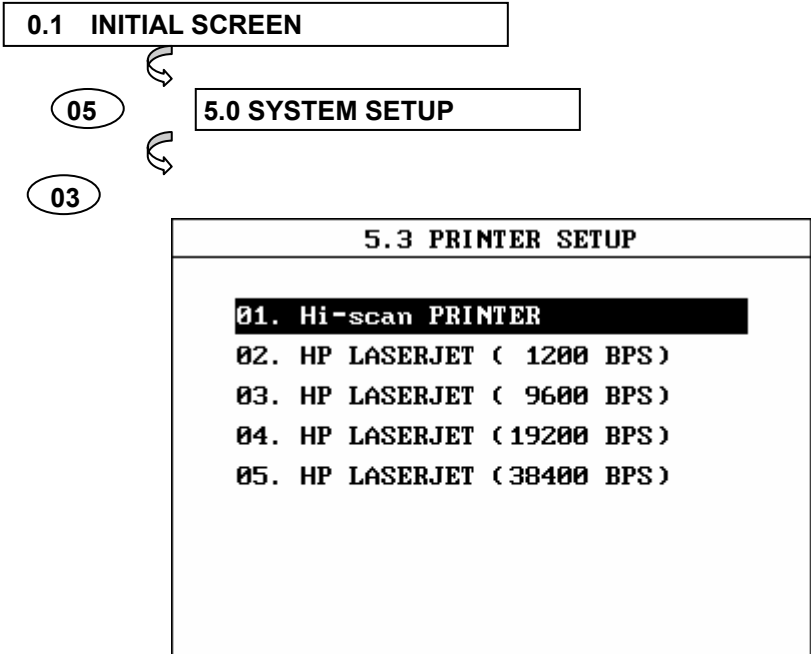 0.1 INITIAL SCREEN
05 5.0 SYSTEM SETUP
03
5.3 PRINTER SETUP
01. Hi-scan PRINTER
02. HP LASERJET ( 1200 BPS)
03. HP LASERJET ( 9600 BPS)
04. HP LASERJET (19200 BPS)
05. HP LASERJET (38400 BPS)